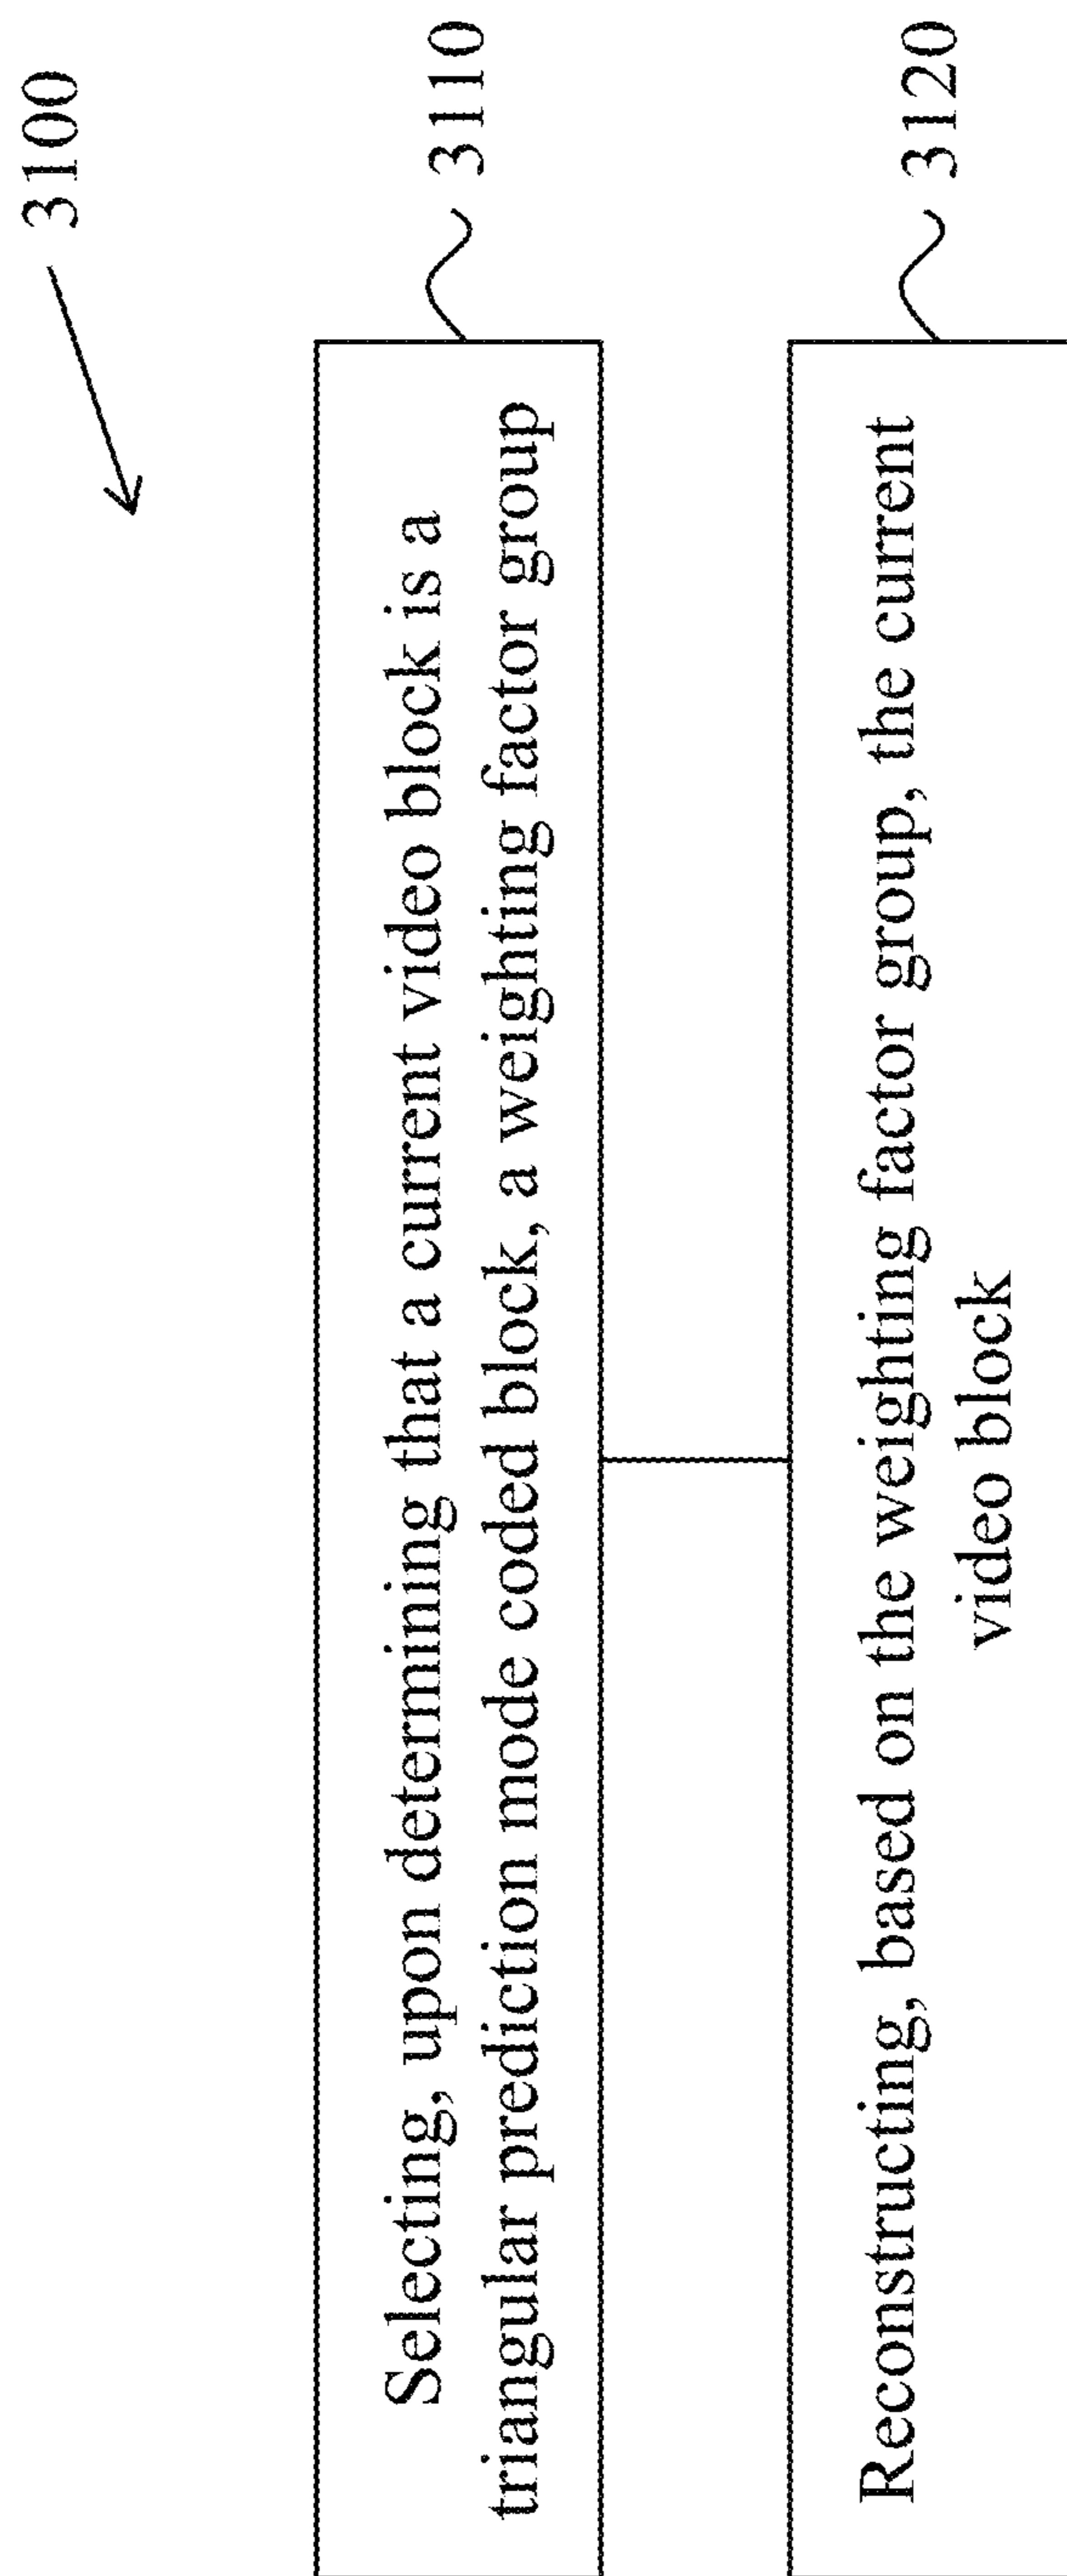 3100
Selecting, upon determining that a current video block is a
triangular prediction mode coded block, a weighting factor group
3110
Reconstructing, based on the weighting factor group, the current
video block
3120